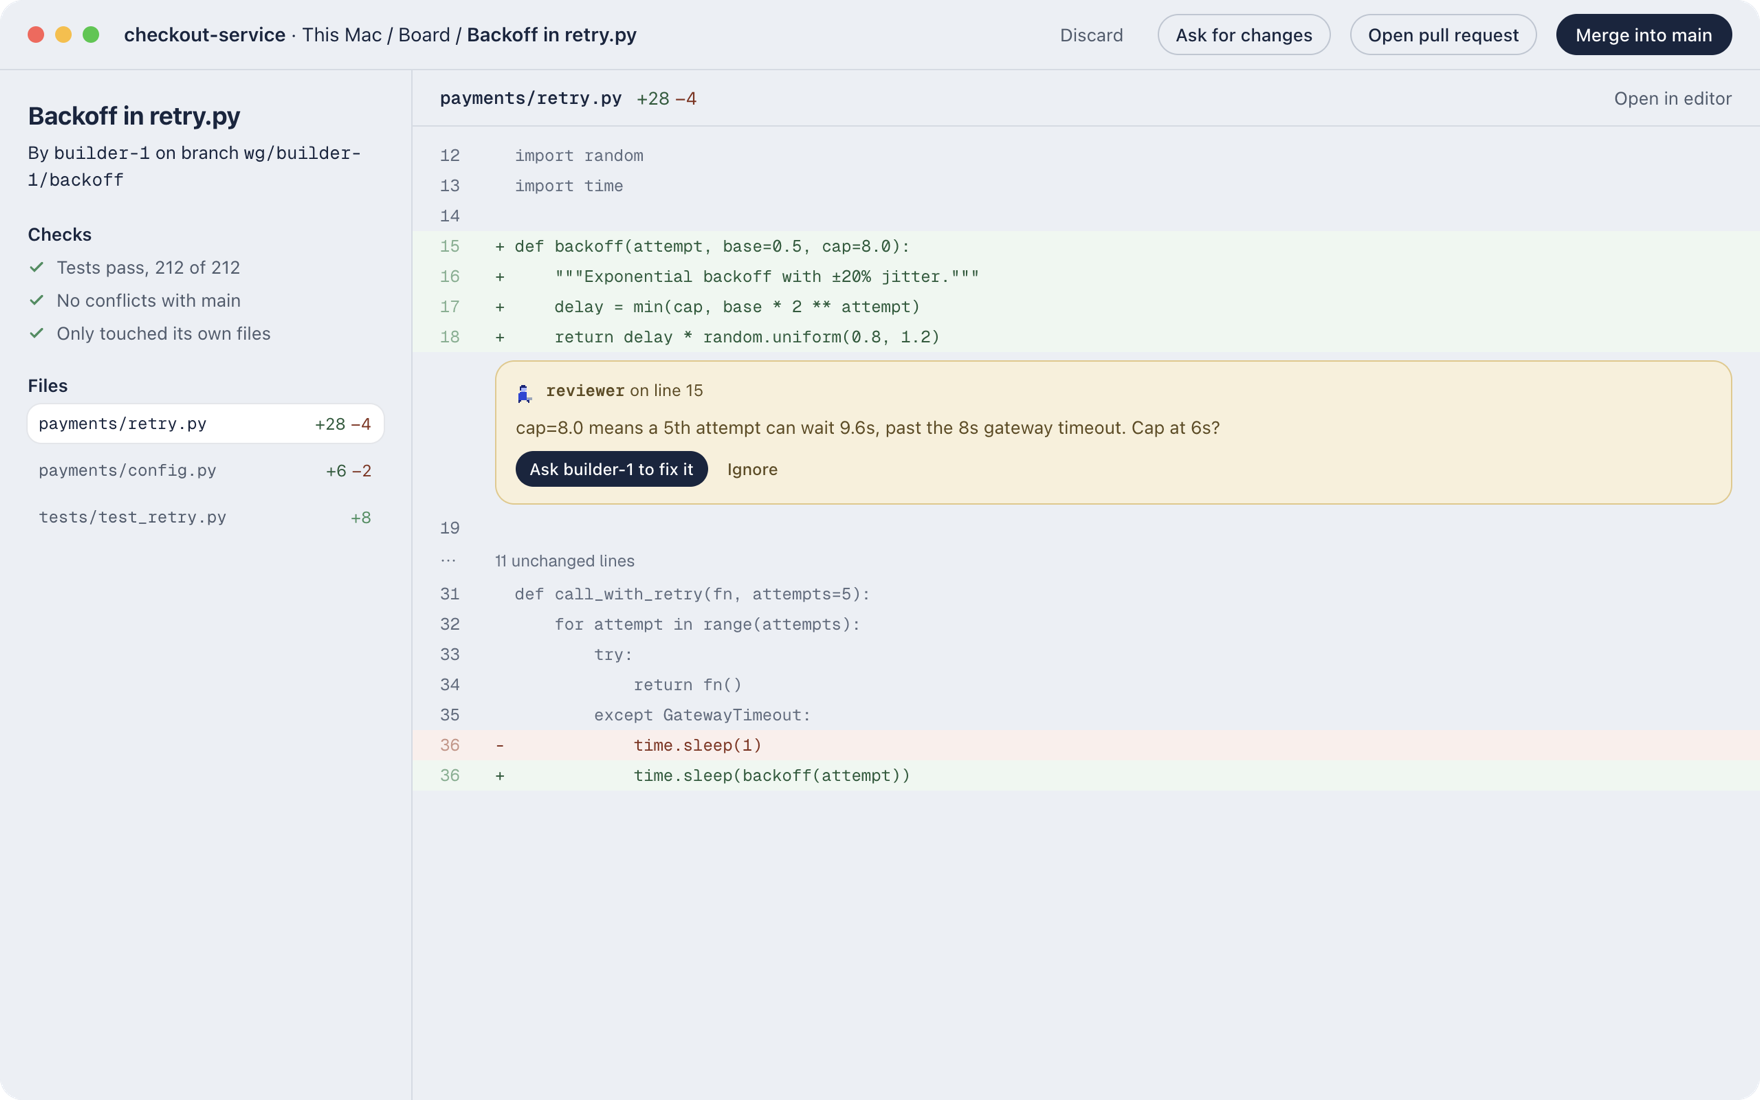 checkout-service · This Mac / Board / Backoff in retry.py
Discard
Ask for changes
Open pull request
Merge into main
Backoff in retry.py
By builder-1 on branch wg/builder-
1/backoff
Checks
Tests pass, 212 of 212
No conflicts with main
Only touched its own files
Files
payments/retry.py +28 −4
payments/config.py +6 −2
tests/test_retry.py +8
payments/retry.py +28 −4
Open in editor
12 import random
13 import time
14
15 + def backoff(attempt, base=0.5, cap=8.0):
16 +     """Exponential backoff with ±20% jitter."""
17 +     delay = min(cap, base * 2 ** attempt)
18 +     return delay * random.uniform(0.8, 1.2)
reviewer on line 15
cap=8.0 means a 5th attempt can wait 9.6s, past the 8s gateway timeout. Cap at 6s?
Ask builder-1 to fix it
Ignore
19
··· 11 unchanged lines
31 def call_with_retry(fn, attempts=5):
32     for attempt in range(attempts):
33         try:
34             return fn()
35         except GatewayTimeout:
36 -             time.sleep(1)
36 +             time.sleep(backoff(attempt))